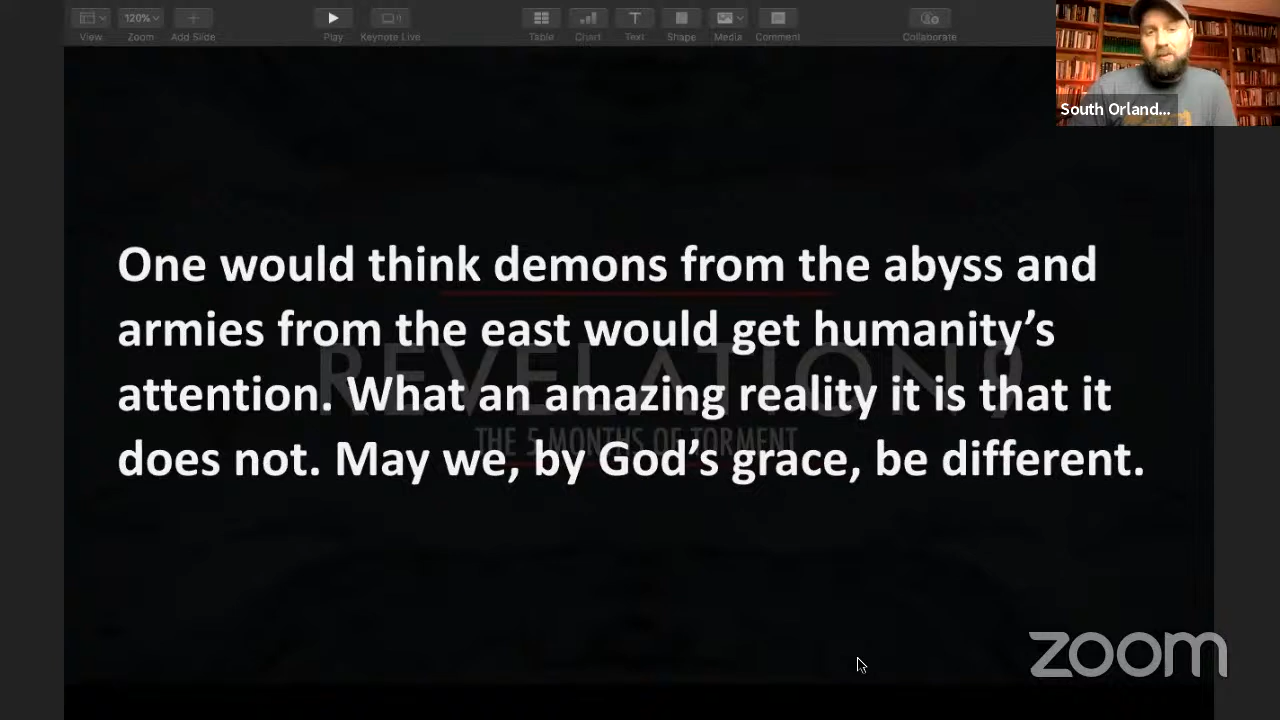 View
120%
Zoom
Add Slide
Play
Keynote Live
Table
Chart
Text
Shape
Media
Comment
Collaborate
South Orland...
One would think demons from the abyss and
armies from the east would get humanity’s
attention. What an amazing reality it is that it
does not. May we, by God’s grace, be different.
REVELATION 9
THE 5 MONTHS OF TORMENT
zoom